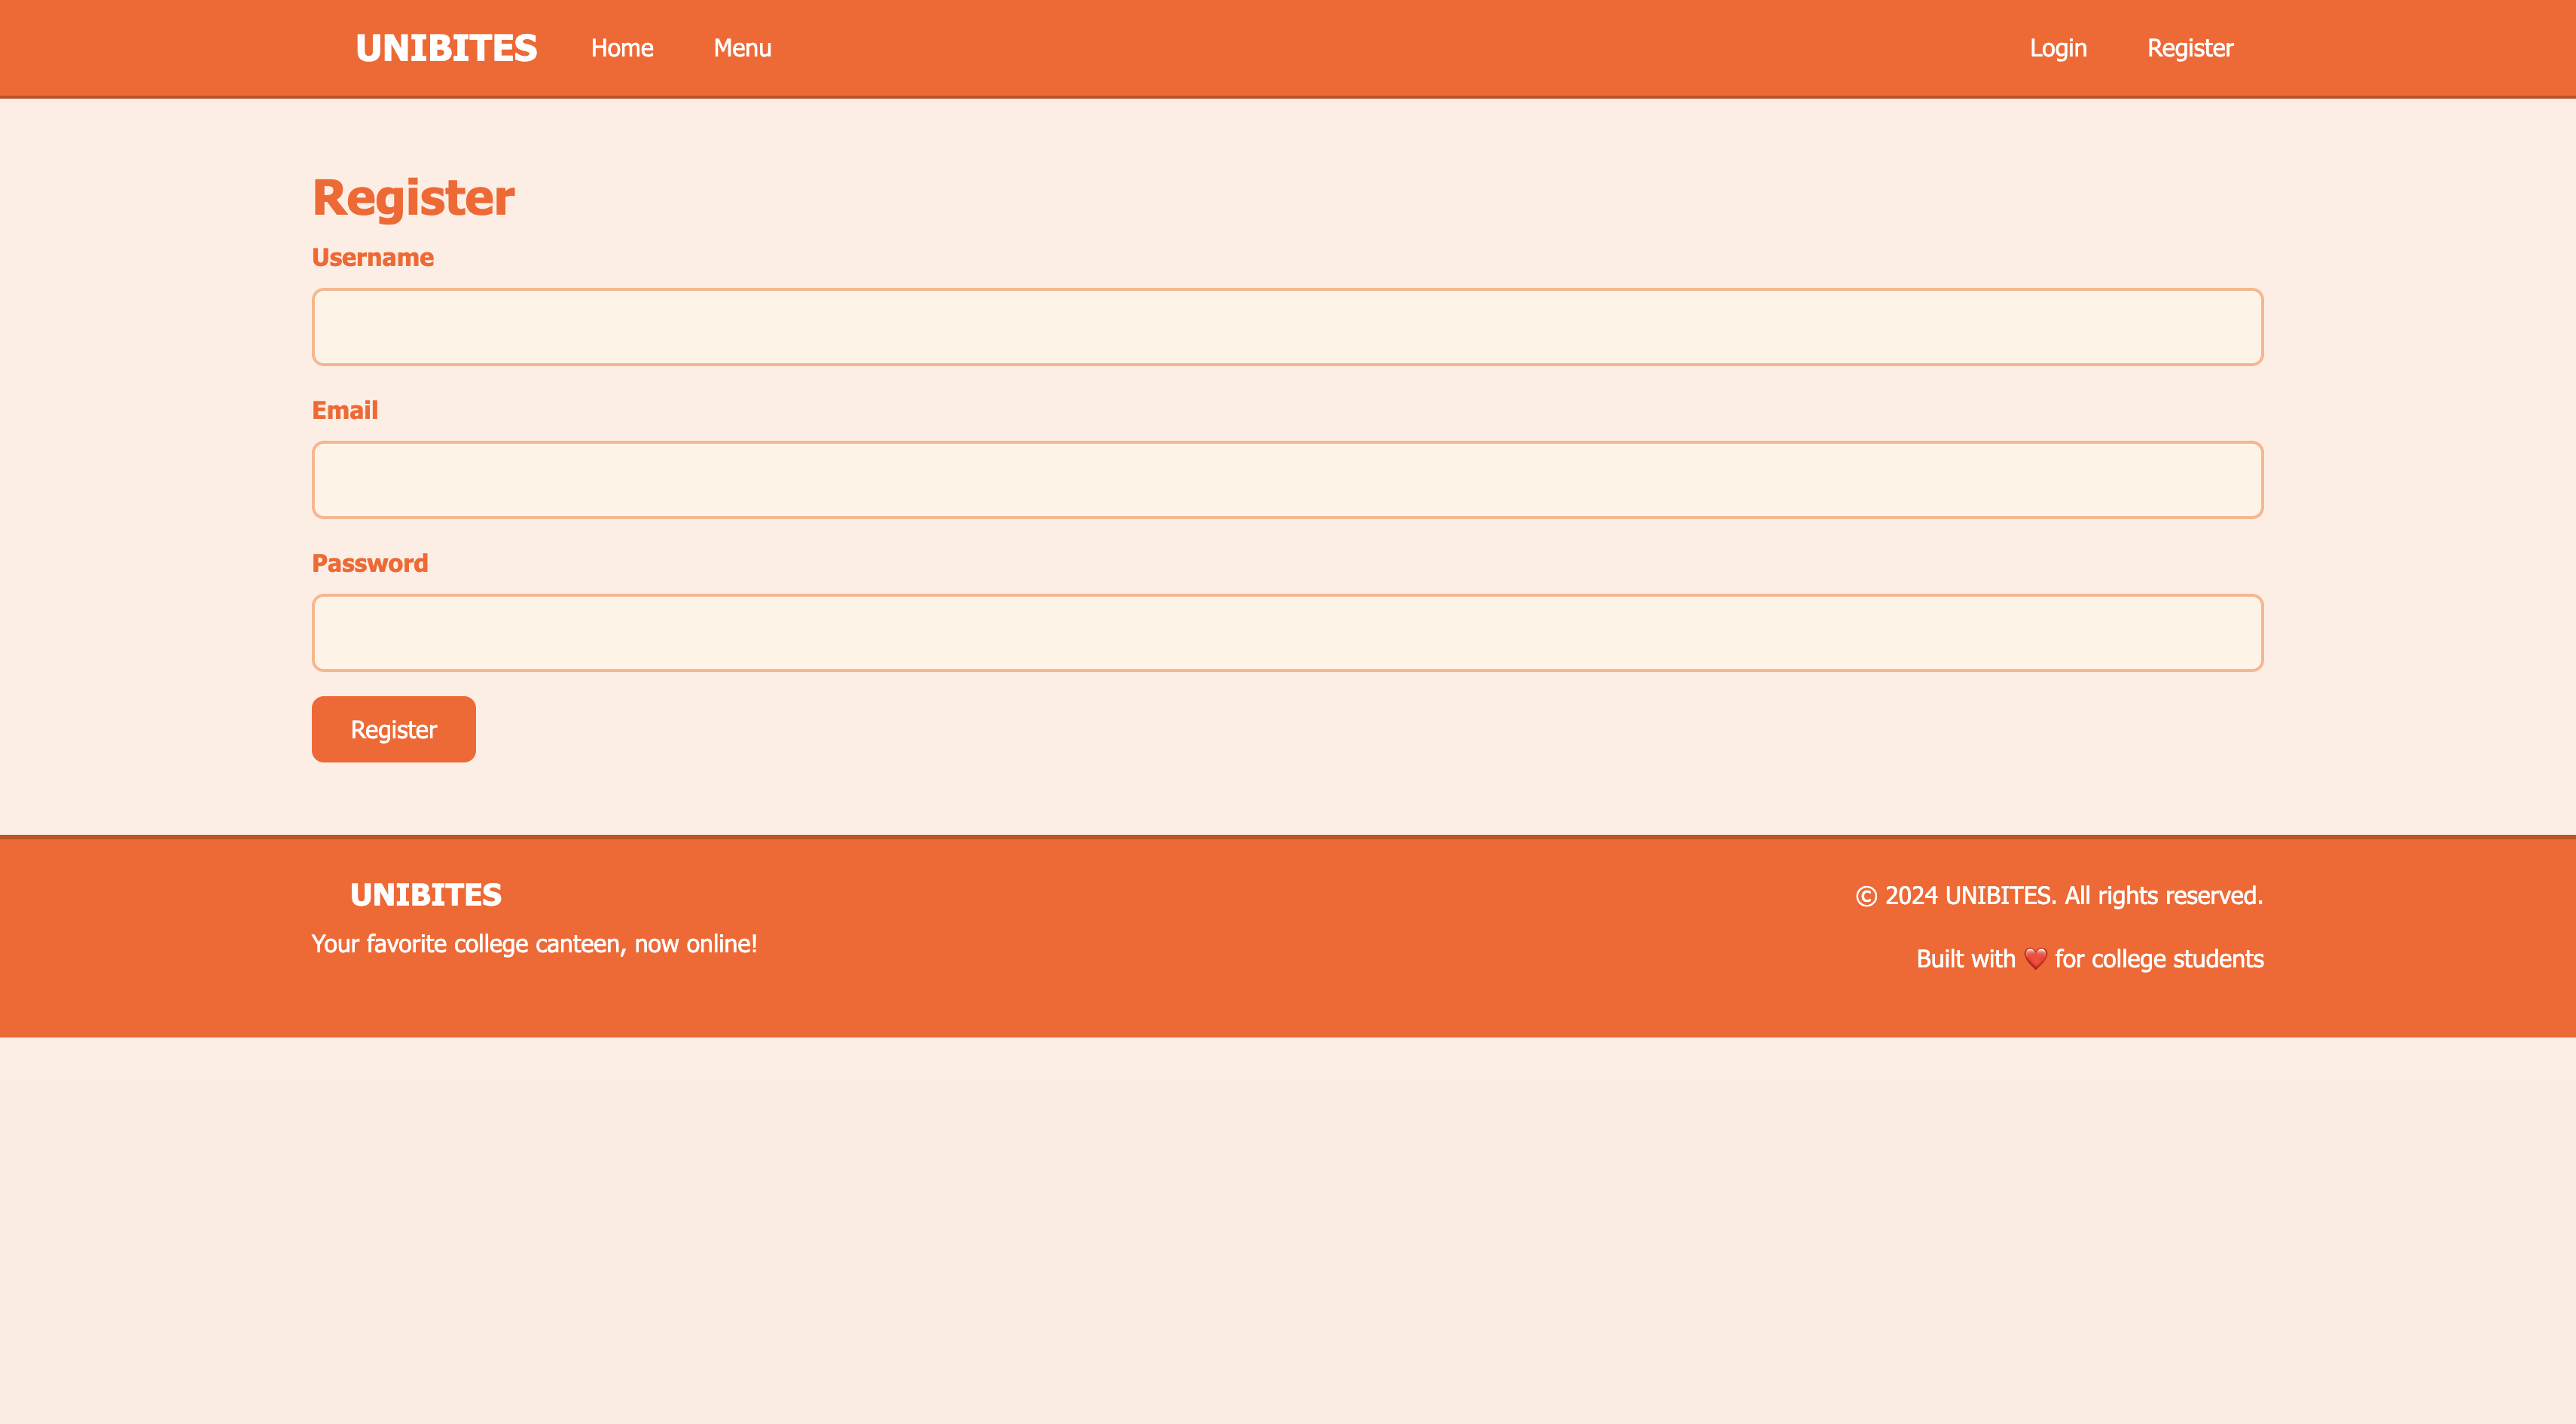 UNIBITES Home Menu Login Register
Register
Username
Email
Password
Register
UNIBITES
Your favorite college canteen, now online!
© 2024 UNIBITES. All rights reserved.
Built with ❤️ for college students